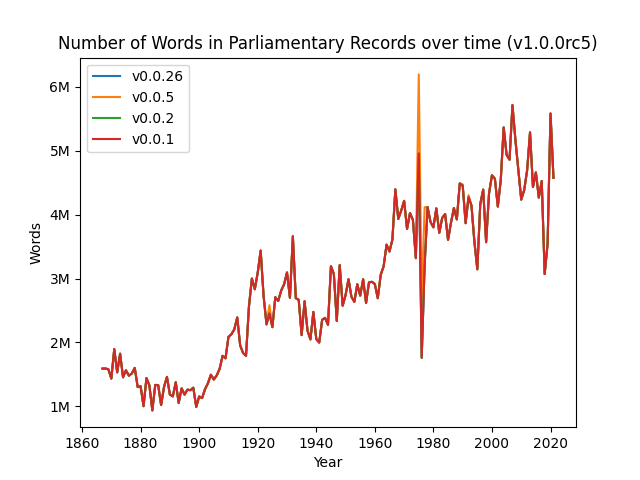 Number of Words in Parliamentary Records over time (v1.0.0rc5)
v0.0.26
v0.0.5
v0.0.2
v0.0.1
6M
5M
4M
3M
2M
1M
Words
1860 1880 1900 1920 1940 1960 1980 2000 2020
Year